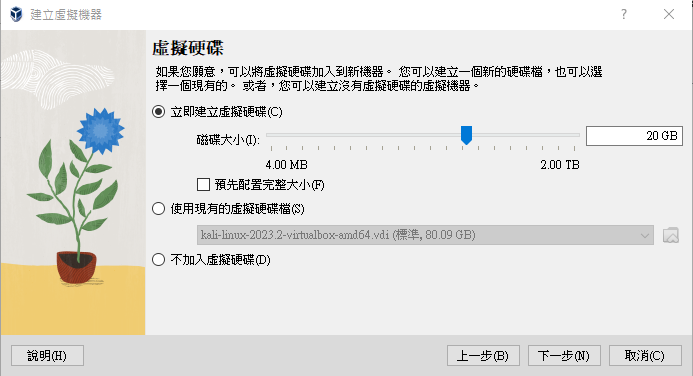 建立虛擬機器
?
虛擬硬碟
如果您願意，可以將虛擬硬碟加入到新機器。 您可以建立一個新的硬碟檔，也可以選
擇一個現有的。 或者，您可以建立沒有虛擬硬碟的虛擬機器。
立即建立虛擬硬碟(C)
磁碟大小(I):
20 GB
4.00 MB
2.00 TB
預先配置完整大小(F)
使用現有的虛擬硬碟檔(S)
kali-linux-2023.2-virtualbox-amd64.vdi (標準, 80.09 GB)
不加入虛擬硬碟(D)
說明(H)
上一步(B)
下一步(N)
取消(C)